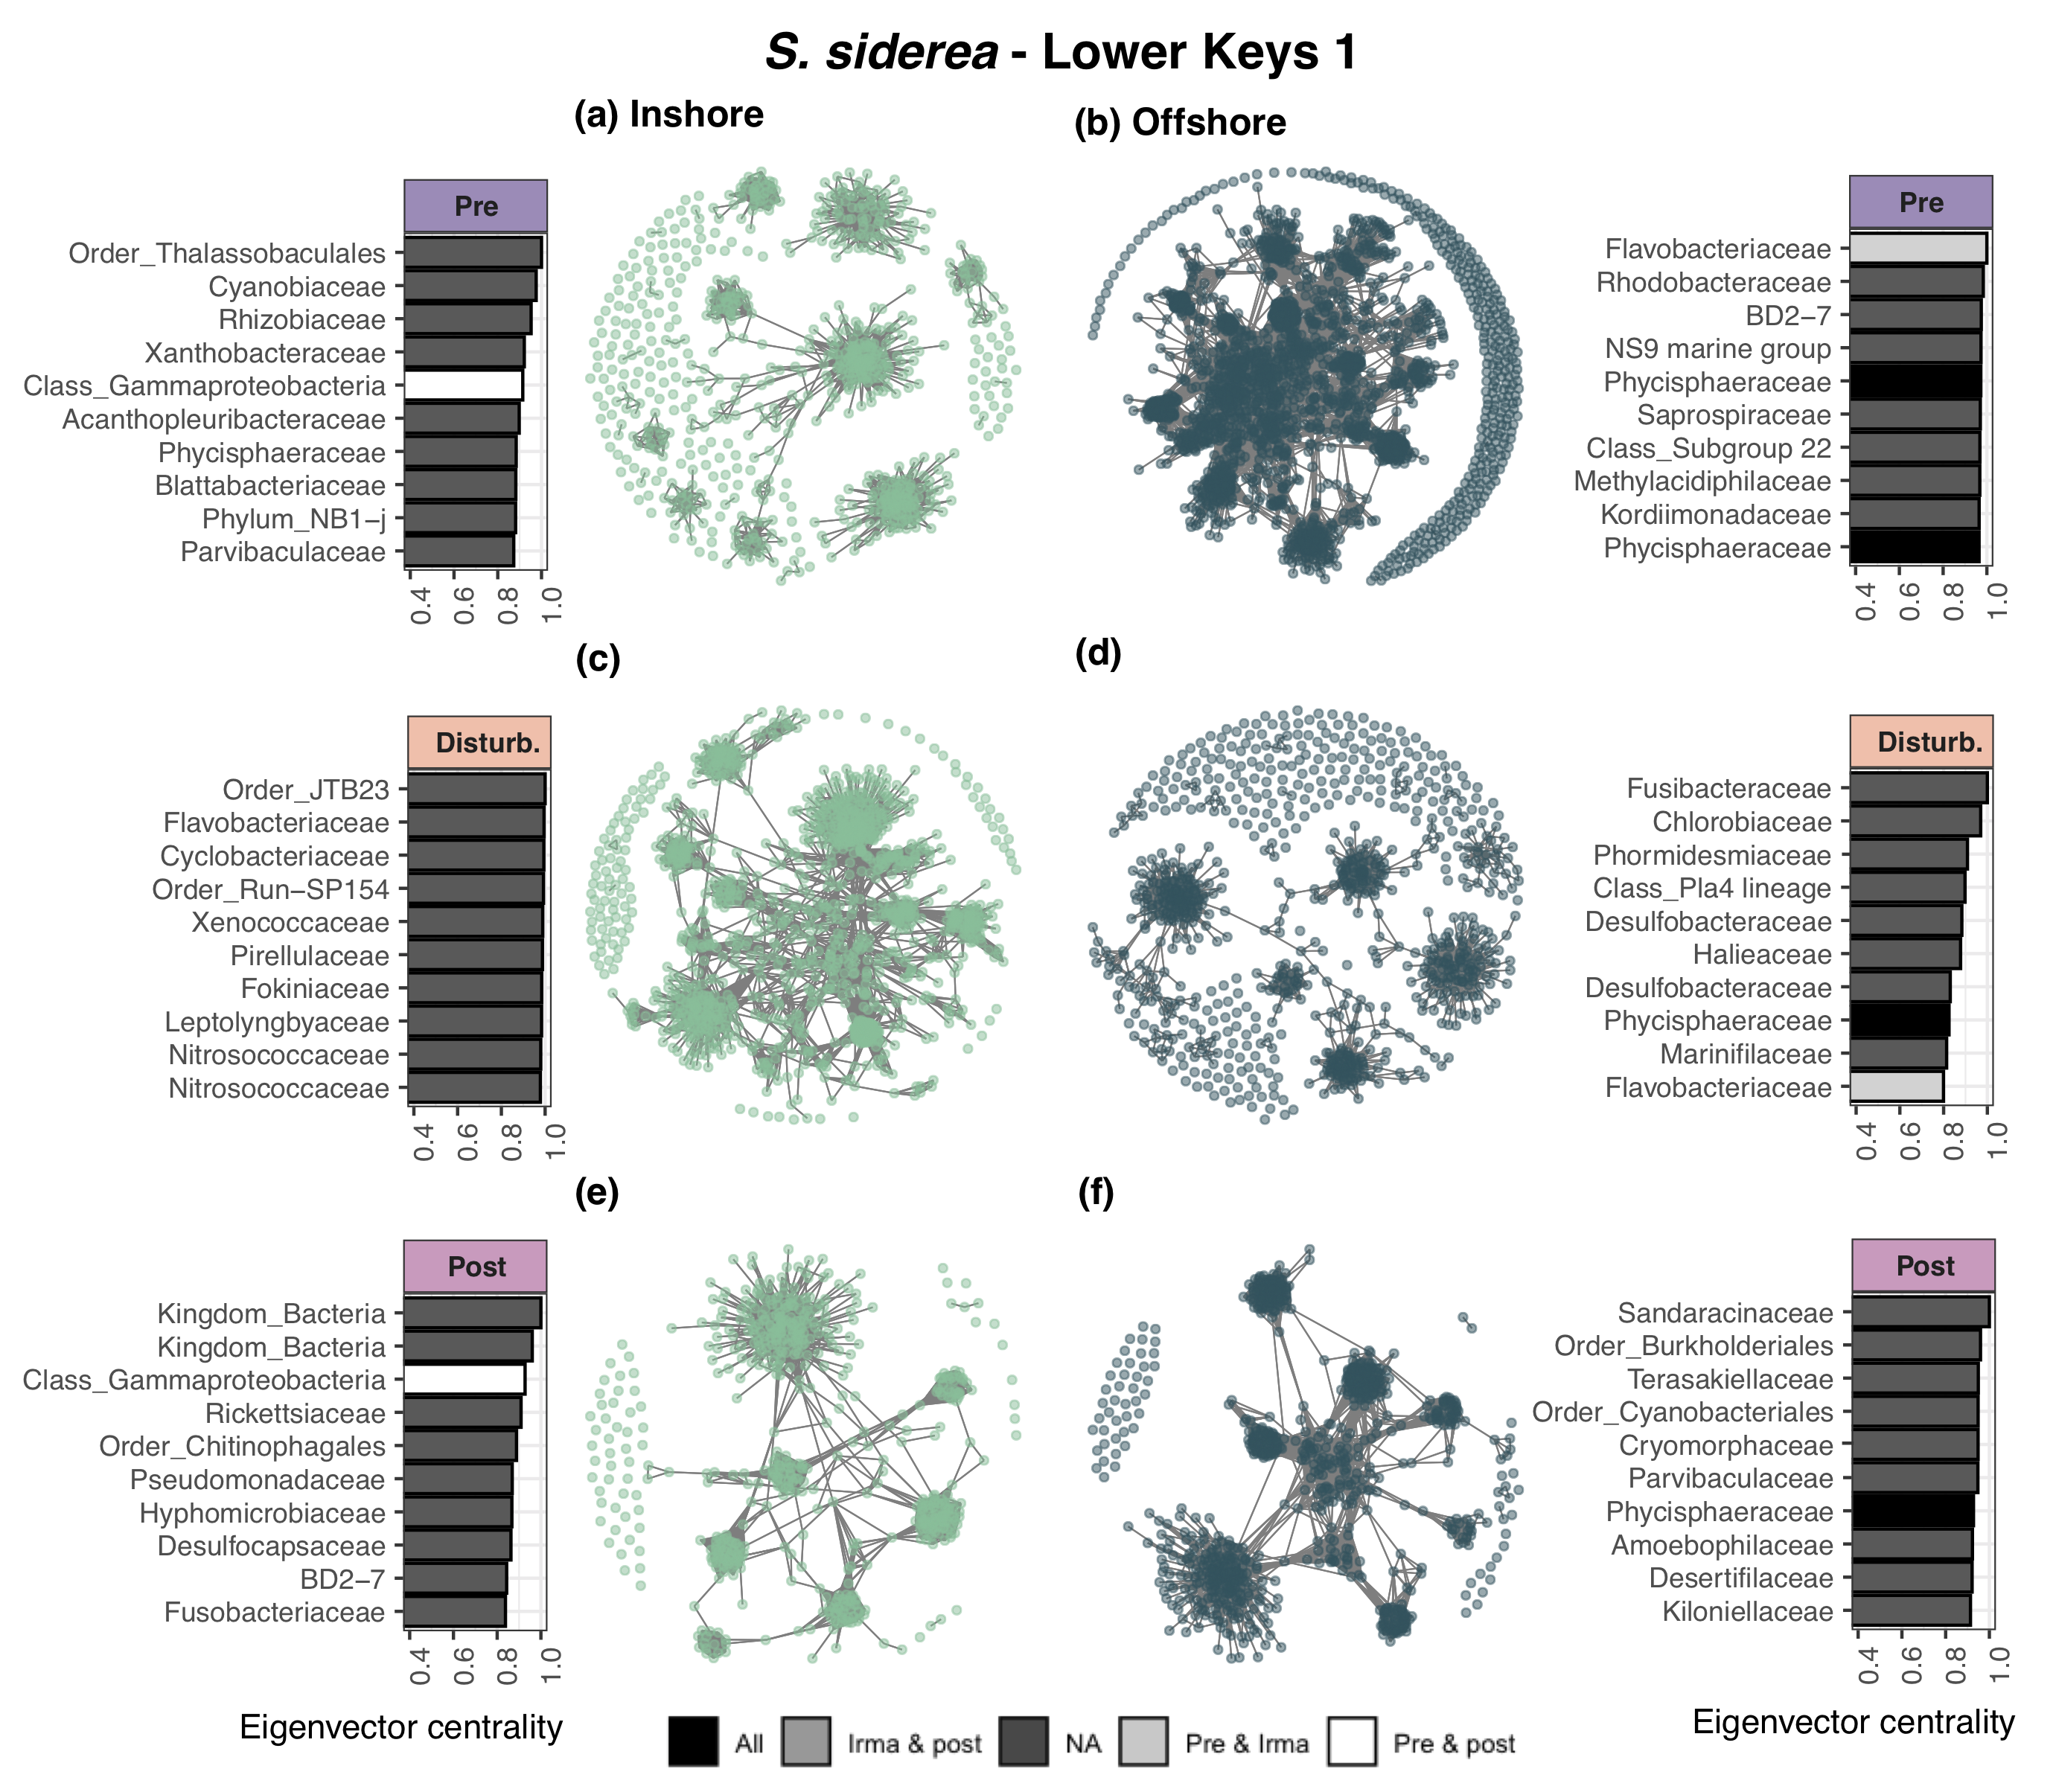 S. siderea - Lower Keys 1
(a) Inshore
(b) Offshore
Pre
Order_Thalassobaculales
Cyanobiaceae
Rhizobiaceae
Xanthobacteraceae
Class_Gammaproteobacteria
Acanthopleuribacteraceae
Phycisphaeraceae
Blattabacteriaceae
Phylum_NB1−j
Parvibaculaceae
0.4 0.6 0.8 1.0
Pre
Flavobacteriaceae
Rhodobacteraceae
BD2−7
NS9 marine group
Phycisphaeraceae
Saprospiraceae
Class_Subgroup 22
Methylacidiphilaceae
Kordiimonadaceae
Phycisphaeraceae
0.4 0.6 0.8 1.0
(c)
(d)
Disturb.
Order_JTB23
Flavobacteriaceae
Cyclobacteriaceae
Order_Run−SP154
Xenococcaceae
Pirellulaceae
Fokiniaceae
Leptolyngbyaceae
Nitrosococcaceae
Nitrosococcaceae
0.4 0.6 0.8 1.0
Disturb.
Fusibacteraceae
Chlorobiaceae
Phormidesmiaceae
Class_Pla4 lineage
Desulfobacteraceae
Halieaceae
Desulfobacteraceae
Phycisphaeraceae
Marinifilaceae
Flavobacteriaceae
0.4 0.6 0.8 1.0
(e)
(f)
Post
Kingdom_Bacteria
Kingdom_Bacteria
Class_Gammaproteobacteria
Rickettsiaceae
Order_Chitinophagales
Pseudomonadaceae
Hyphomicrobiaceae
Desulfocapsaceae
BD2−7
Fusobacteriaceae
0.4 0.6 0.8 1.0
Eigenvector centrality
Post
Sandaracinaceae
Order_Burkholderiales
Terasakiellaceae
Order_Cyanobacteriales
Cryomorphaceae
Parvibaculaceae
Phycisphaeraceae
Amoebophilaceae
Desertifilaceae
Kiloniellaceae
0.4 0.6 0.8 1.0
Eigenvector centrality
All Irma & post NA Pre & Irma Pre & post